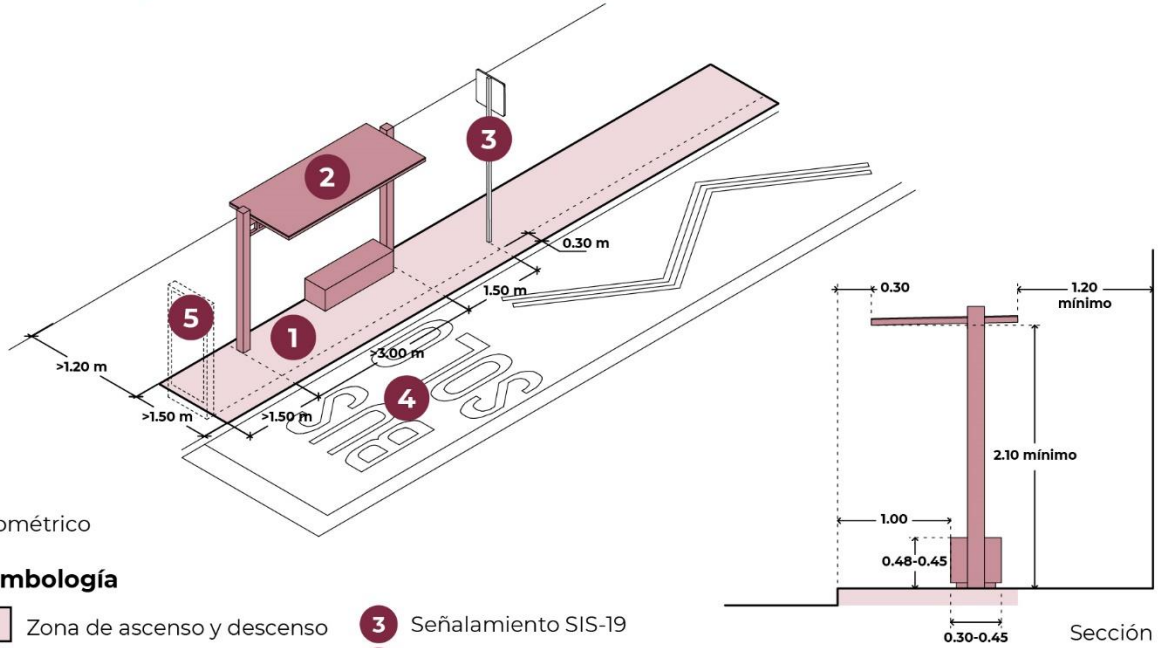 2
3
5
1
4
0.30 m
1.50 m
>3.00 m
>1.20 m
>1.50 m
>1.50 m
SOLO
BUS
0.30
1.20
mínimo
2.10 mínimo
1.00
0.48-0.45
0.30-0.45
Sección
ométrico
mbología
Zona de ascenso y descenso
3 Señalamiento SIS-19